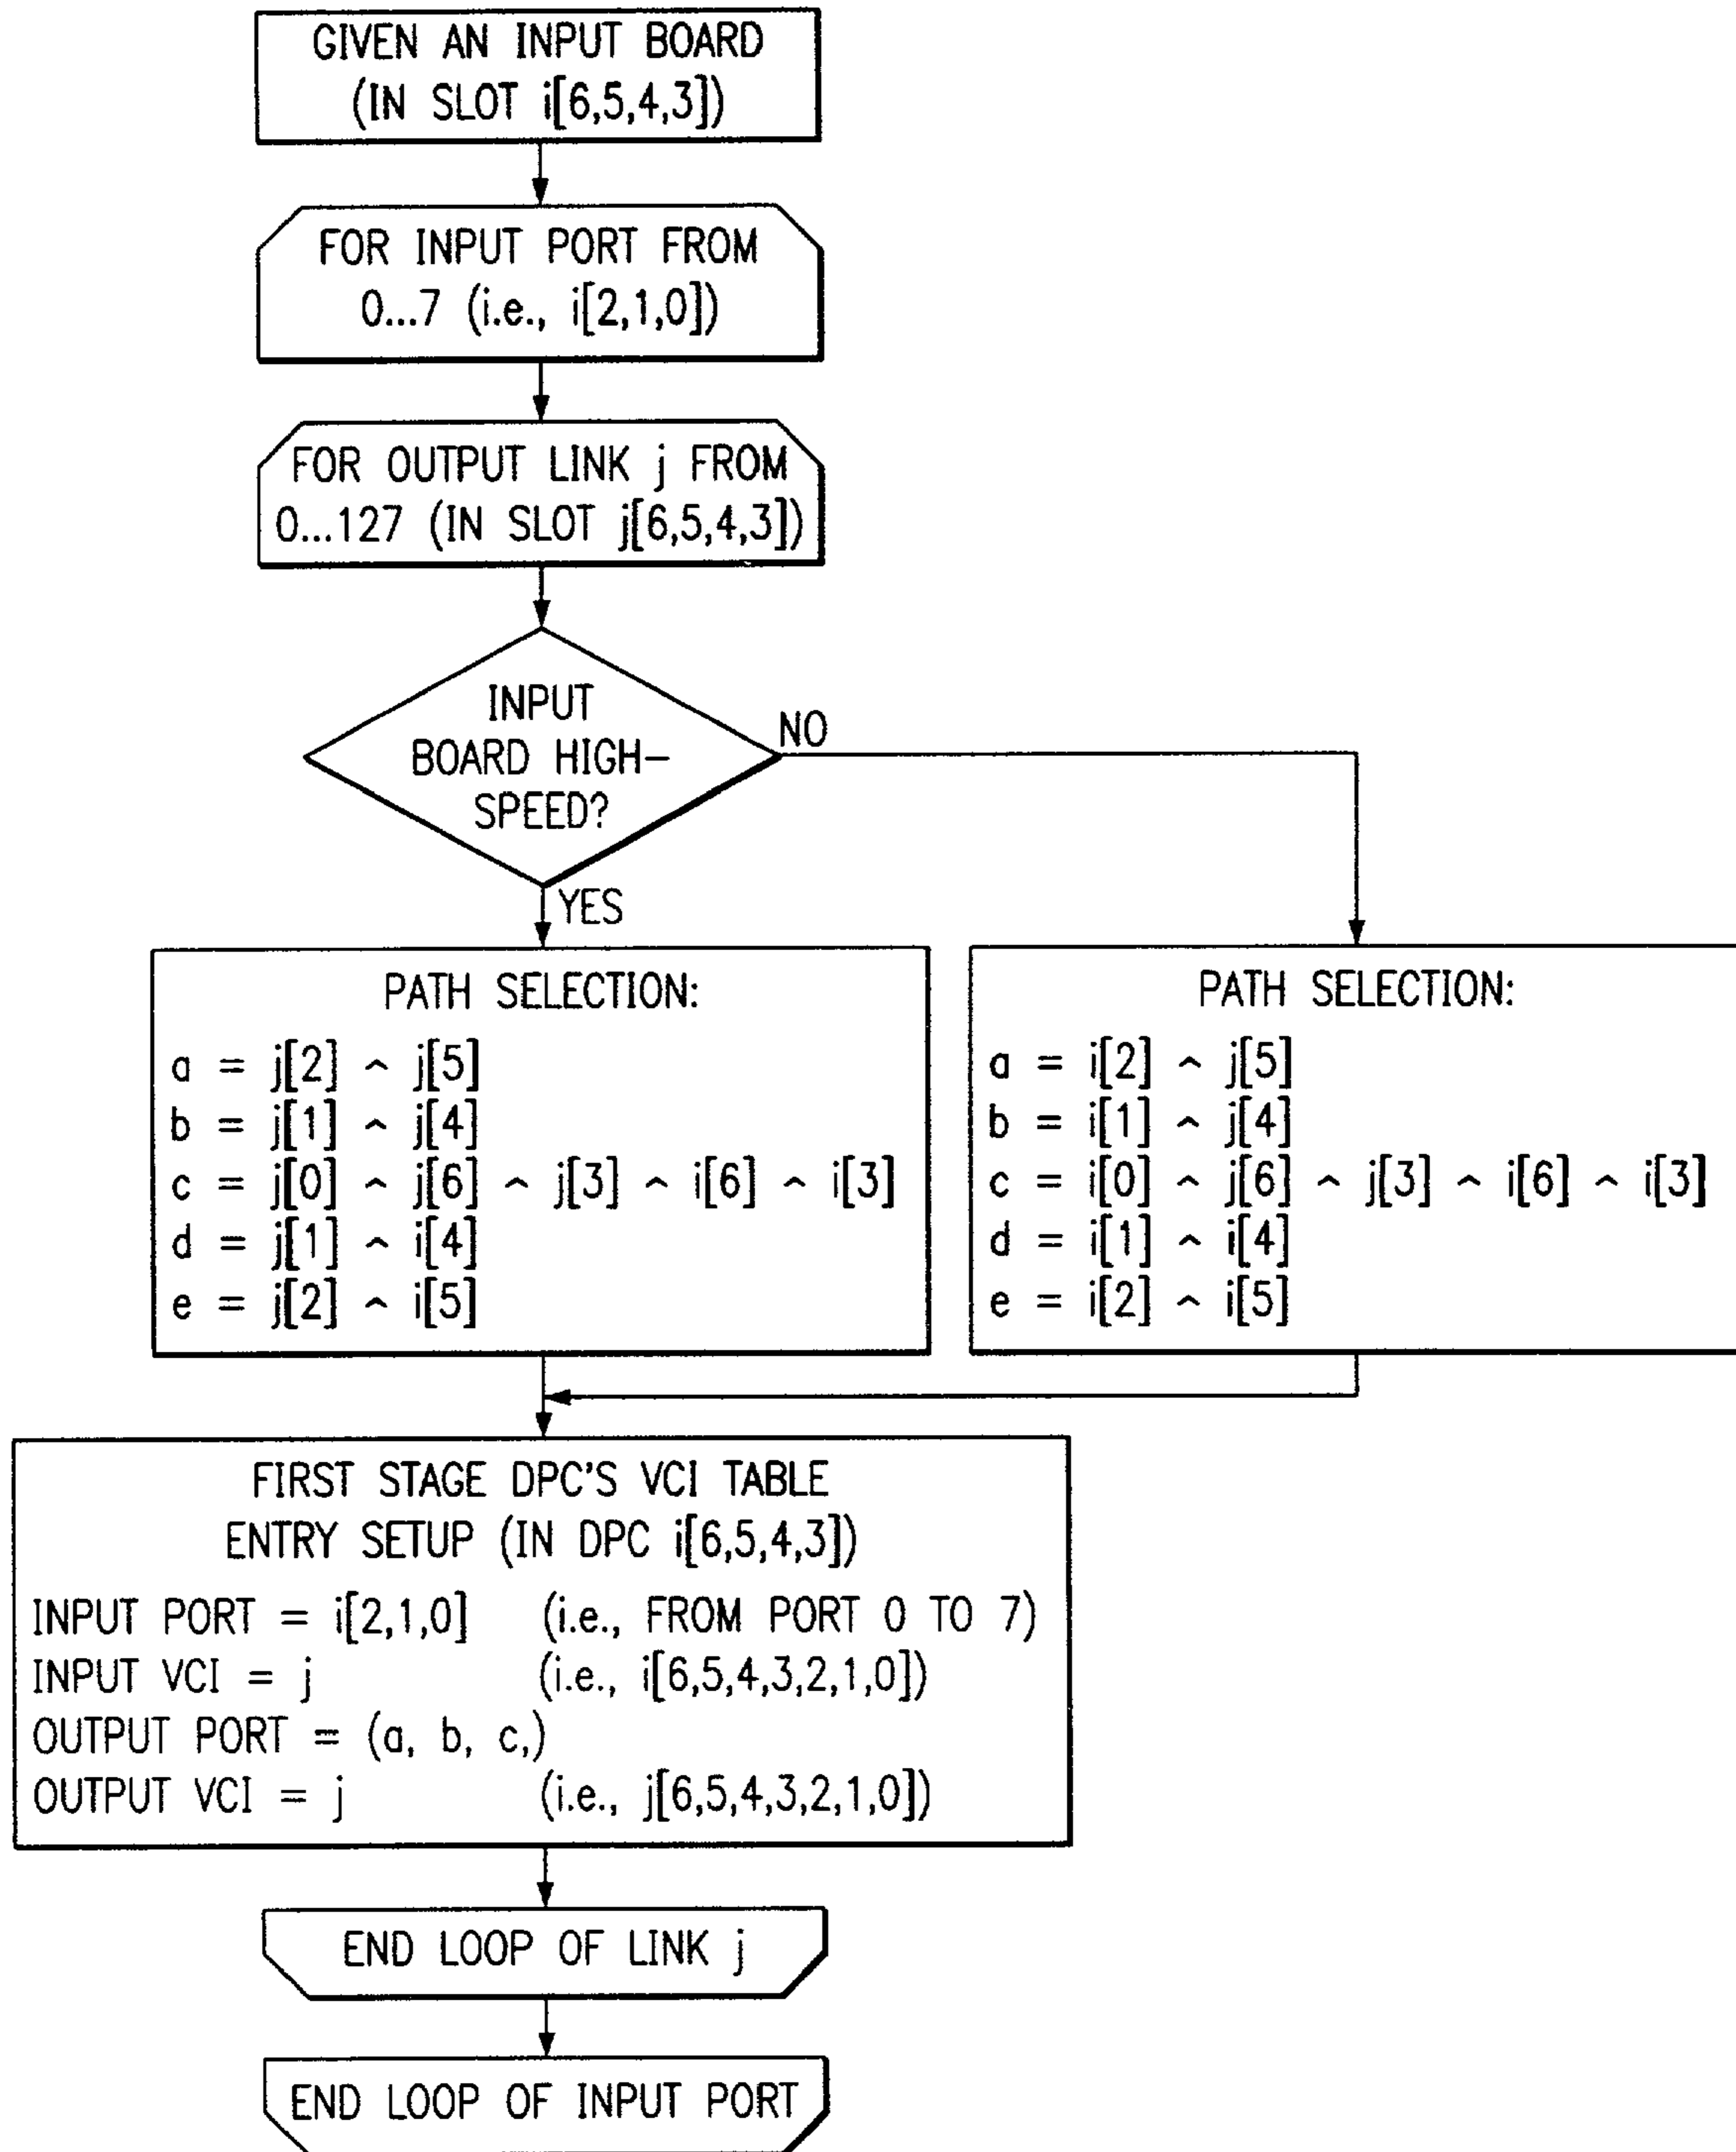 GIVEN AN INPUT BOARD
(IN SLOT i[6,5,4,3])
FOR INPUT PORT FROM
0...7 (i.e., i[2,1,0])
FOR OUTPUT LINK j FROM
0...127 (IN SLOT j[6,5,4,3])
INPUT
BOARD HIGH-
SPEED?
NO
YES
PATH SELECTION:
a = j[2] ^ j[5]
b = j[1] ^ j[4]
c = j[0] ^ j[6] ^ j[3] ^ i[6] ^ i[3]
d = j[1] ^ i[4]
e = j[2] ^ i[5]
PATH SELECTION:
a = i[2] ^ j[5]
b = i[1] ^ j[4]
c = i[0] ^ j[6] ^ j[3] ^ i[6] ^ i[3]
d = i[1] ^ i[4]
e = i[2] ^ i[5]
FIRST STAGE DPC'S VCI TABLE
ENTRY SETUP (IN DPC i[6,5,4,3])
INPUT PORT = i[2,1,0] (i.e., FROM PORT 0 TO 7)
INPUT VCI = j (i.e., i[6,5,4,3,2,1,0])
OUTPUT PORT = (a, b, c,)
OUTPUT VCI = j (i.e., j[6,5,4,3,2,1,0])
END LOOP OF LINK j
END LOOP OF INPUT PORT